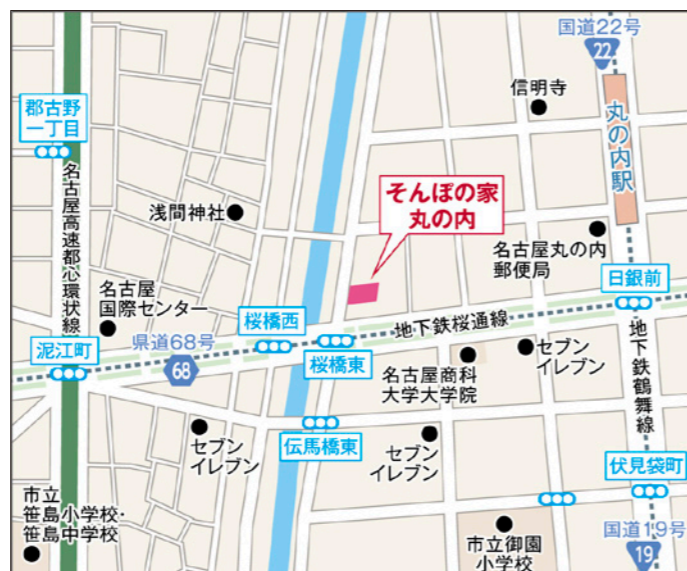 国道22号
22
信明寺
丸の内駅
郡古野
一丁目
名古屋高速都心環状線
浅間神社
そんぽの家
丸の内
名古屋丸の内
郵便局
日銀前
名古屋
国際センター
県道68号
68
桜橋西
桜橋東
地下鉄桜通線
泥江町
名古屋商科
大学大学院
セブン
イレブン
地下鉄鶴舞線
伝馬橋東
セブン
イレブン
セブン
イレブン
伏見袋町
市立
笹島小学校・
笹島中学校
市立御園
小学校
国道19号
19